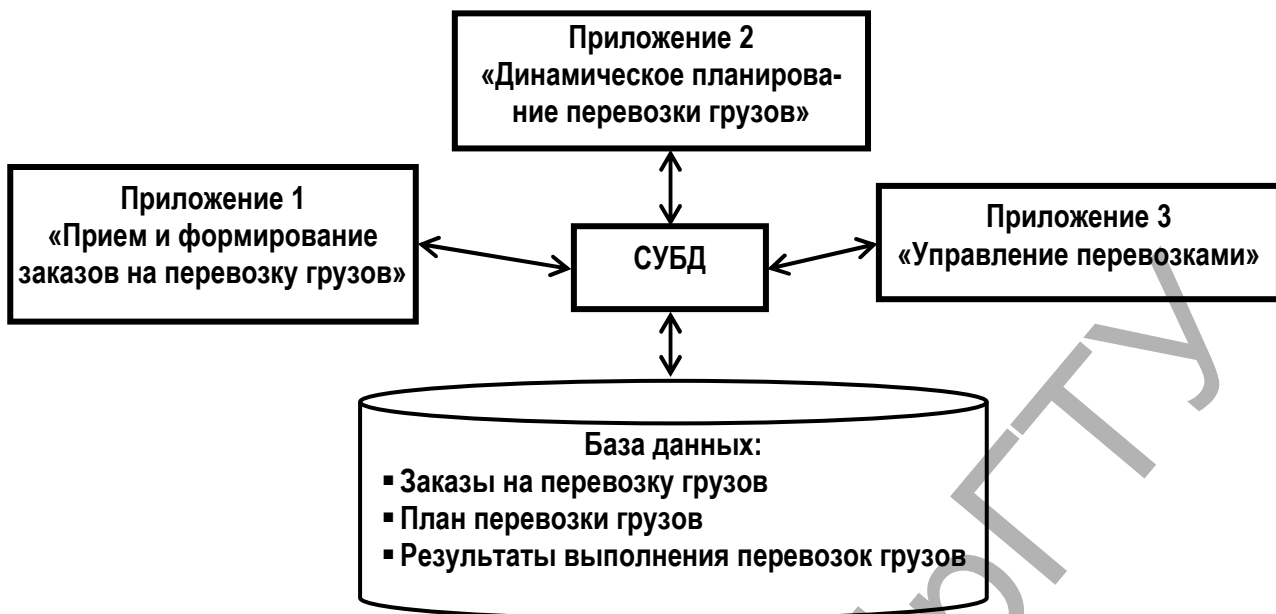 Приложение 2
«Динамическое планирова-
ние перевозки грузов»
Приложение 1
«Прием и формирование
заказов на перевозку грузов»
СУБД
Приложение 3
«Управление перевозками»
База данных:
▪ Заказы на перевозку грузов
▪ План перевозки грузов
▪ Результаты выполнения перевозок грузов
рГТУ